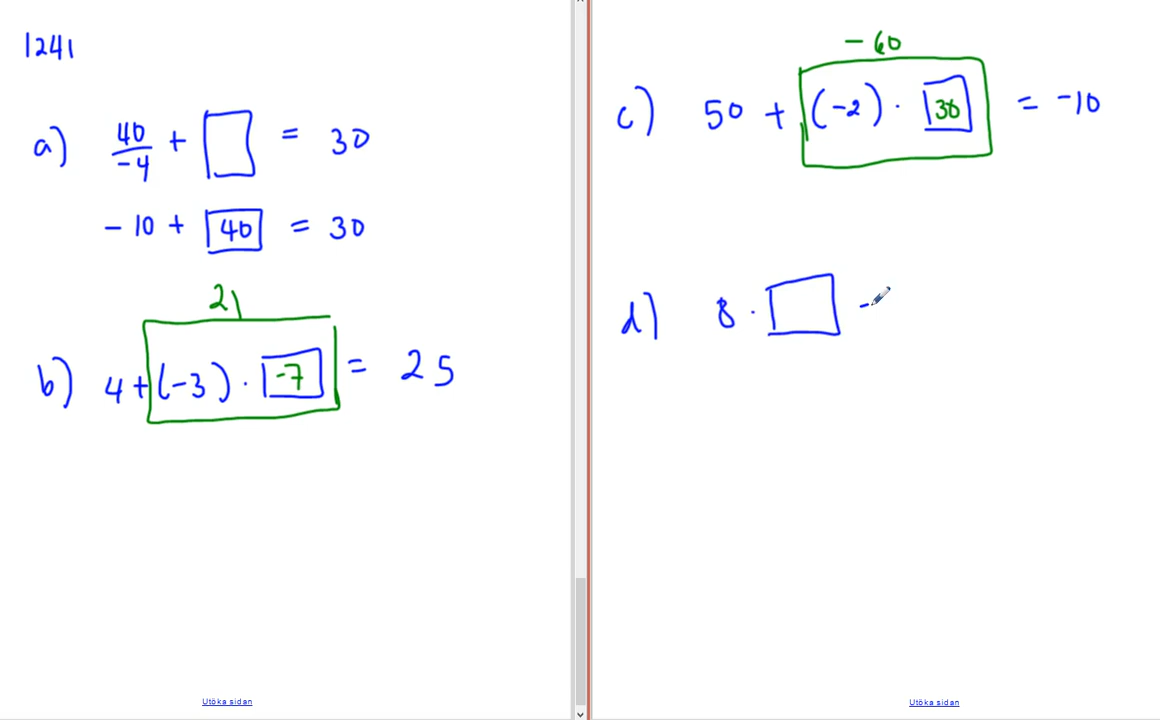 1241
a) 40/-4 + □ = 30
-10 + 40 = 30
21
b) 4+(-3) · -7 = 25
Utöka sidan
-60
c) 50 + (-2) · 30 = -10
d) 8 · □ -
Utöka sidan